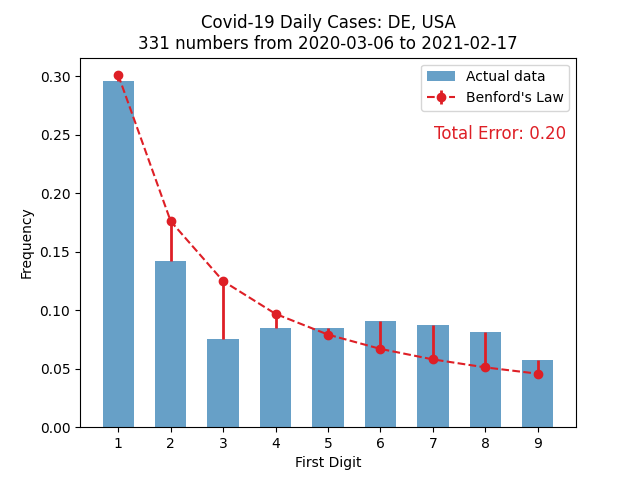 Covid-19 Daily Cases: DE, USA
331 numbers from 2020-03-06 to 2021-02-17
Actual data
Benford's Law
Total Error: 0.20
0.30
0.25
0.20
0.15
0.10
0.05
0.00
Frequency
1 2 3 4 5 6 7 8 9
First Digit